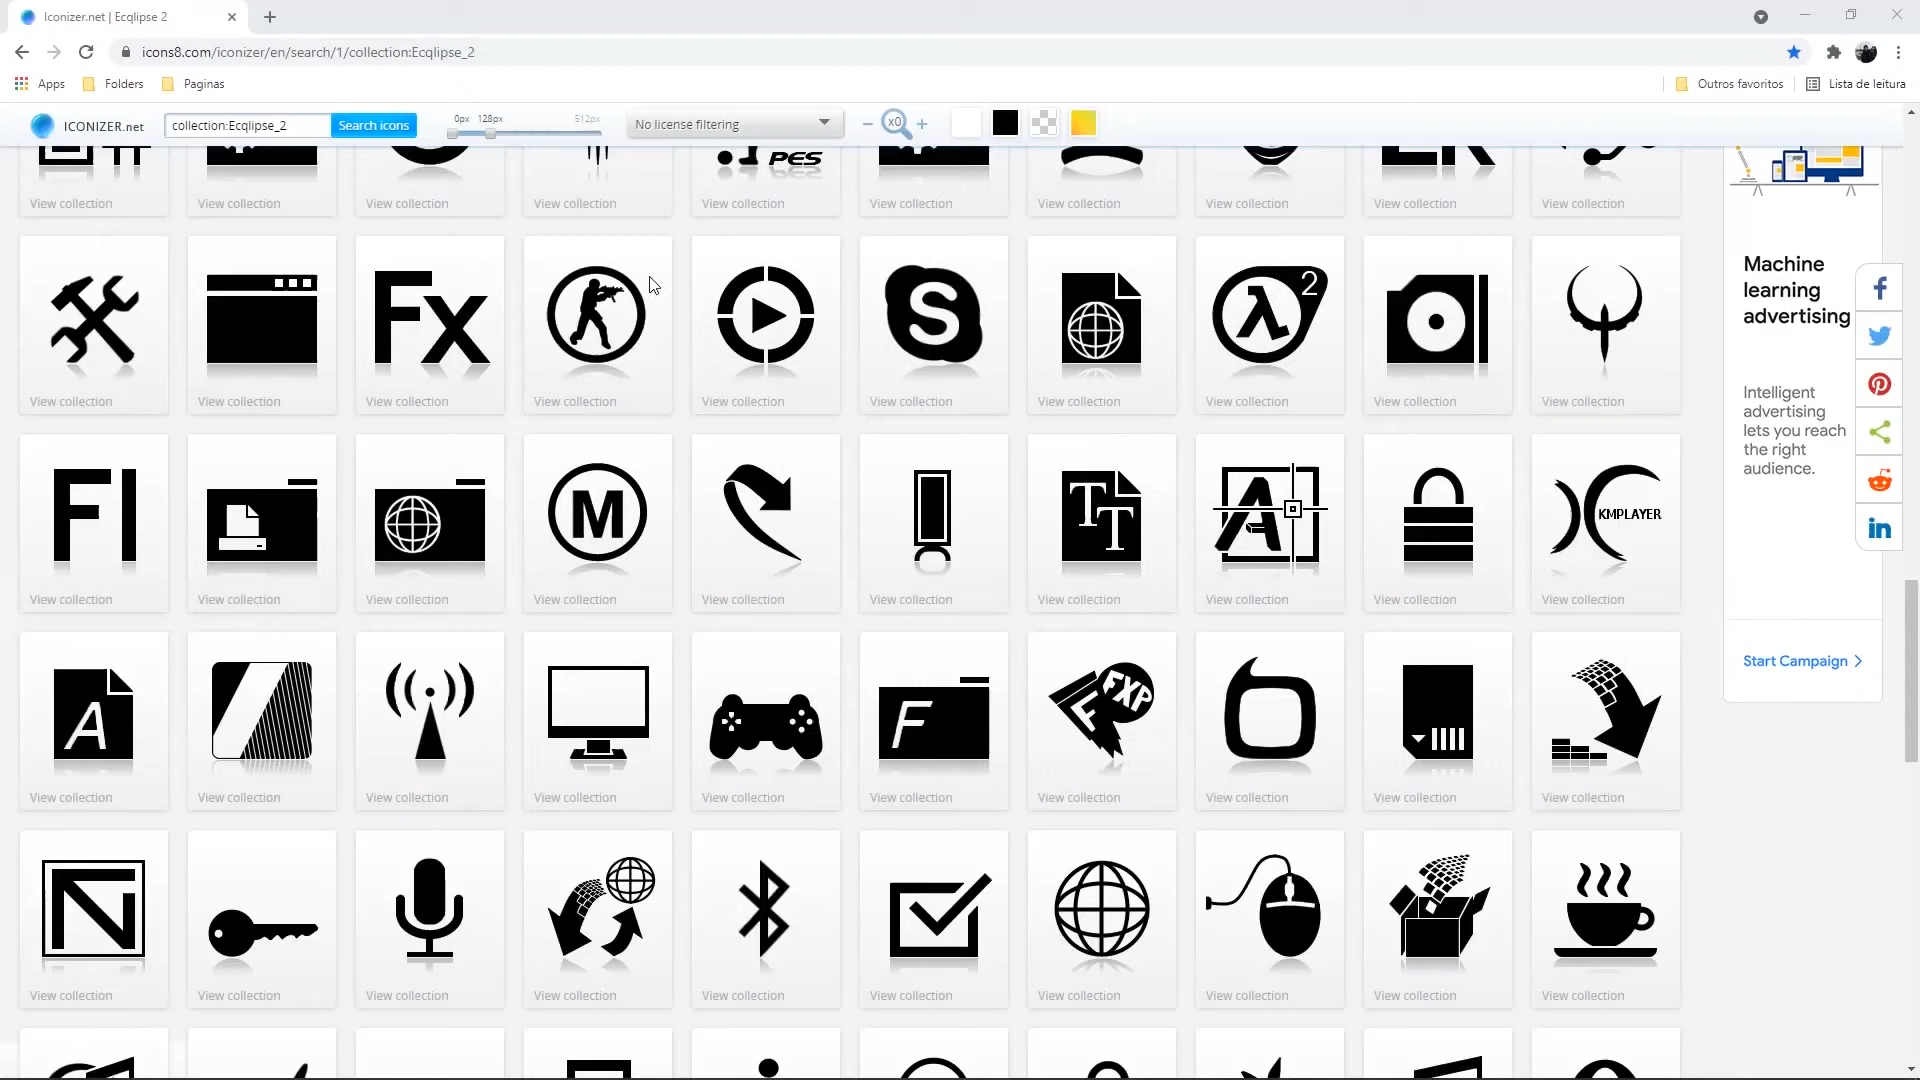 Iconizer.net | Ecqlipse 2
icons8.com/iconizer/en/search/1/collection:Ecqlipse_2
Apps
Folders
Paginas
Outros favoritos
Lista de leitura
ICONIZER.net
collection:Ecqlipse_2
Search icons
0px 128px 512px
No license filtering
x0
PES
View collection View collection View collection View collection View collection View collection View collection View collection View collection View collection
Fx
S
2
View collection View collection View collection View collection View collection View collection View collection View collection View collection View collection
Fl
M
TT
A
KMPLAYER
View collection View collection View collection View collection View collection View collection View collection View collection View collection View collection
A
F
F FXP
View collection View collection View collection View collection View collection View collection View collection View collection View collection View collection
N
View collection View collection View collection View collection View collection View collection View collection View collection View collection View collection
Machine
learning
advertising
Intelligent
advertising
lets you reach
the right
audience.
Start Campaign